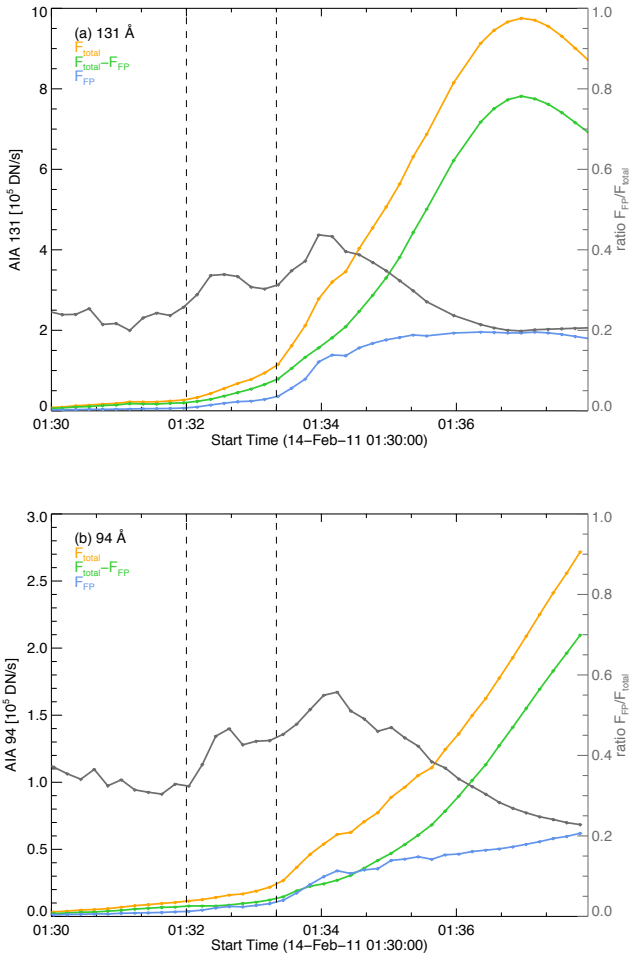 (a) 131 Å
F_total
F_total−F_FP
F_FP
10
8
6
4
2
0
AIA 131 [10^5 DN/s]
1.0
0.8
0.6
0.4
0.2
0.0
ratio F_FP/F_total
01:30 01:32 01:34 01:36
Start Time (14−Feb−11 01:30:00)
(b) 94 Å
F_total
F_total−F_FP
F_FP
3.0
2.5
2.0
1.5
1.0
0.5
0.0
AIA 94 [10^5 DN/s]
1.0
0.8
0.6
0.4
0.2
0.0
ratio F_FP/F_total
01:30 01:32 01:34 01:36
Start Time (14−Feb−11 01:30:00)